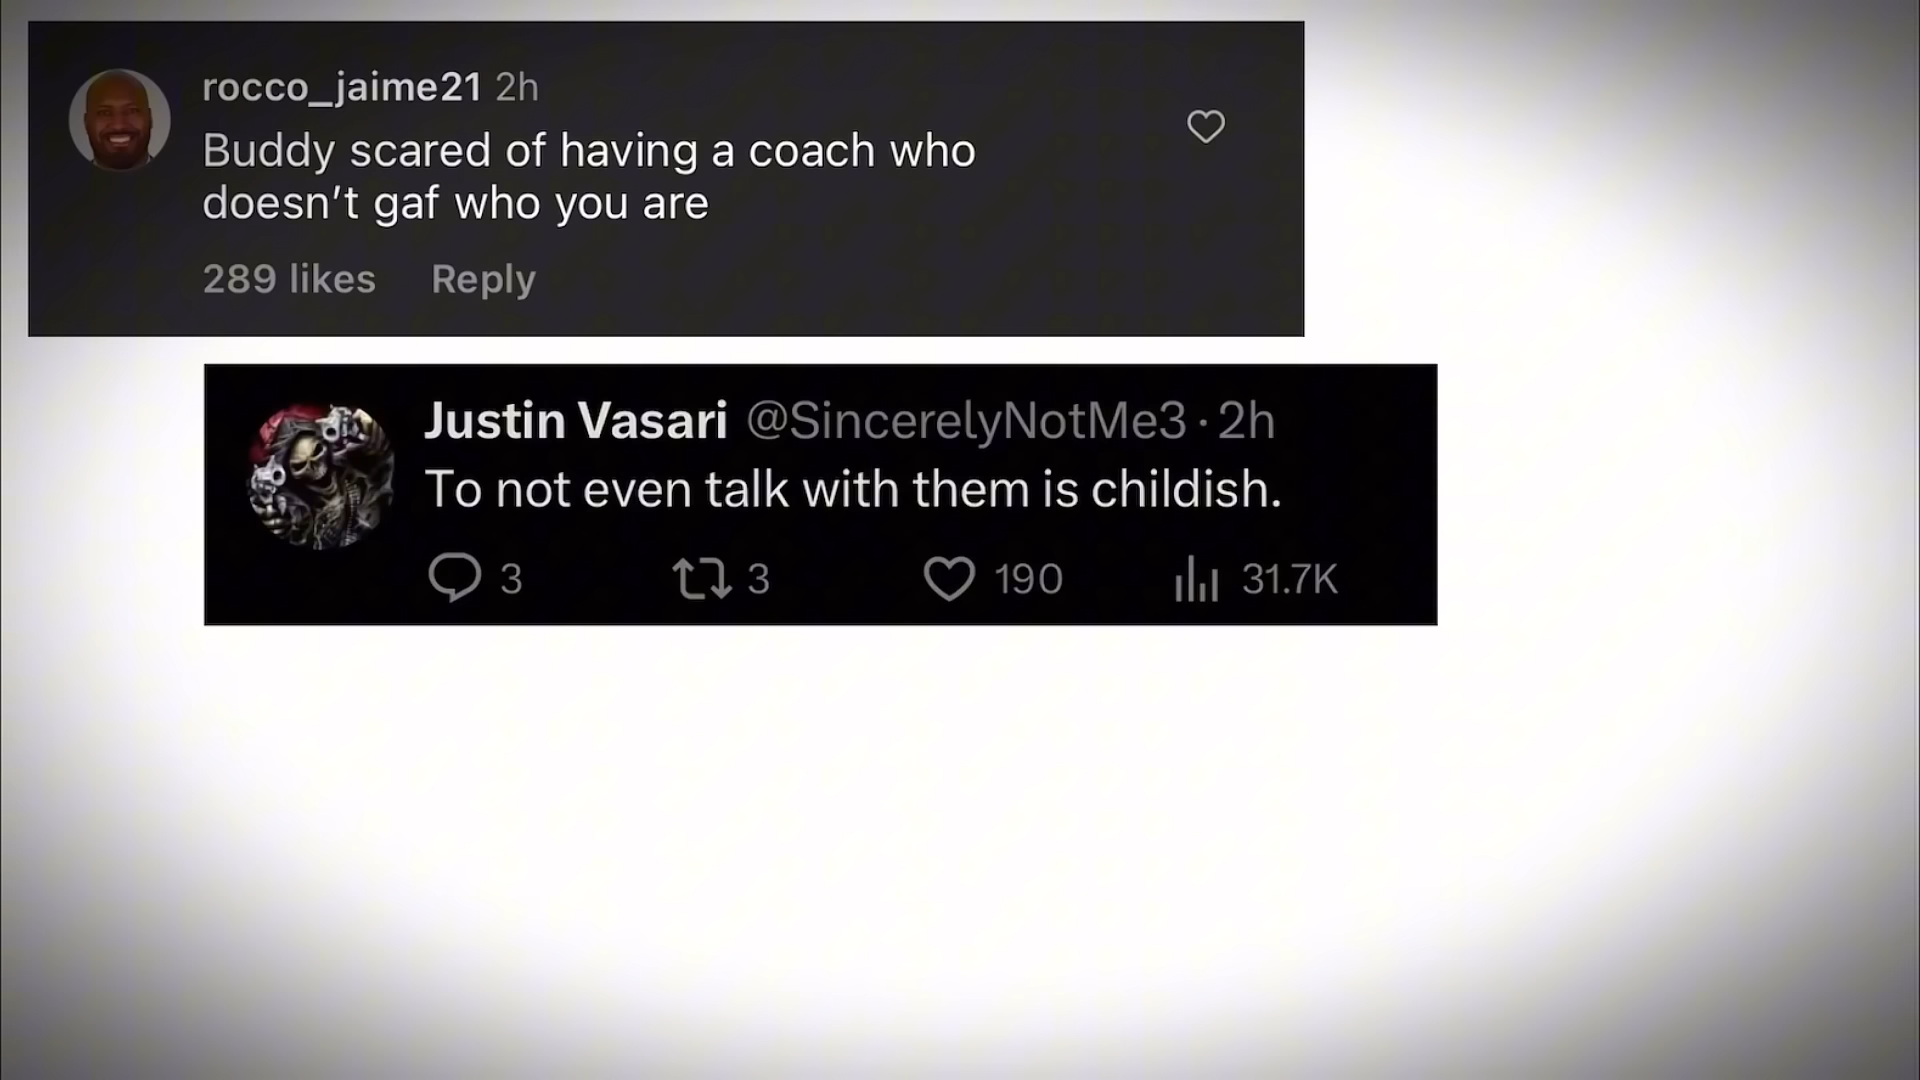 rocco_jaime21 2h
Buddy scared of having a coach who
doesn't gaf who you are
289 likes Reply
Justin Vasari @SincerelyNotMe3 · 2h
To not even talk with them is childish.
3 3 190 31.7K